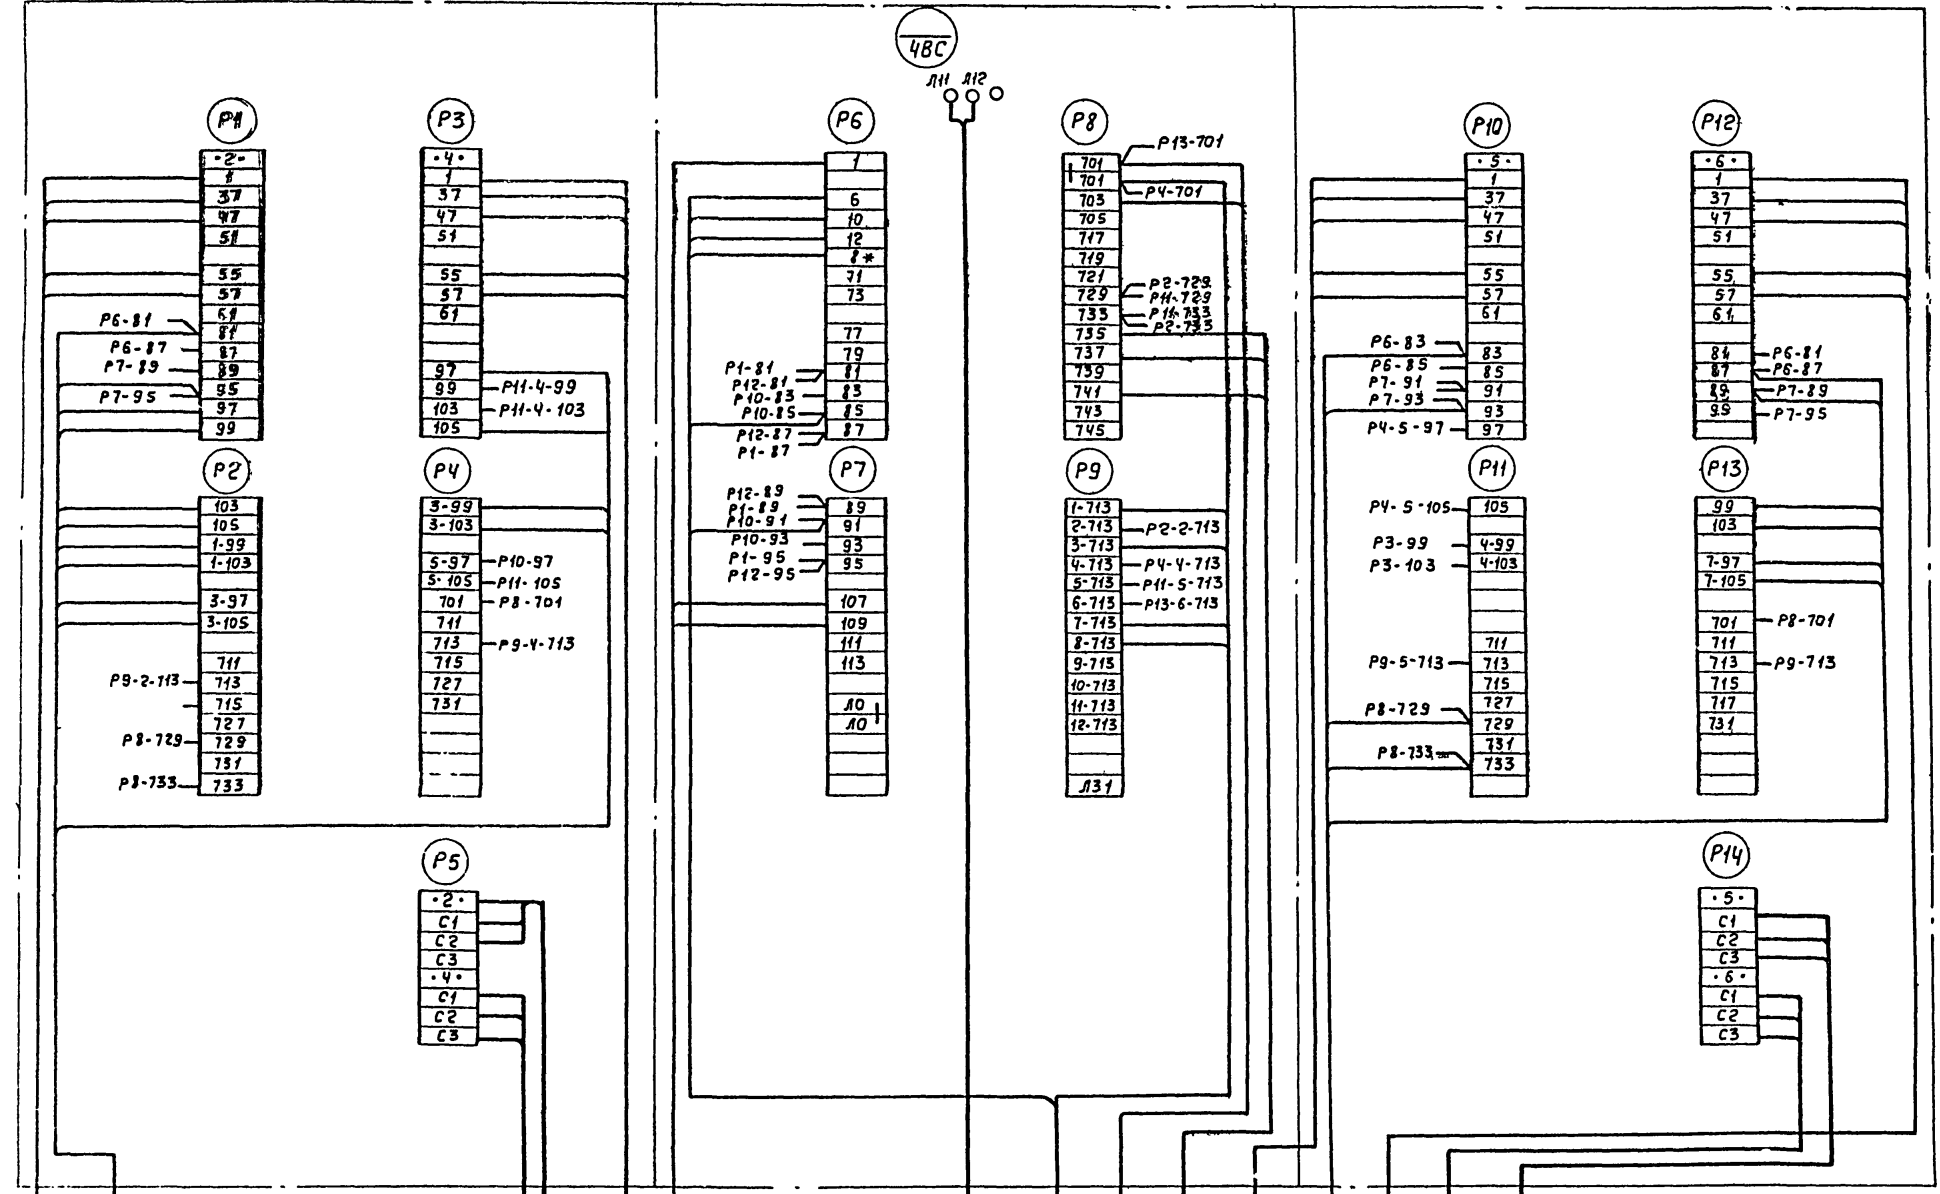 4ВС
Л11 Л12
Р1
·2·
1
37
47
51
55
57
61
81
87
89
95
97
99
Р6-81
Р6-87
Р7-89
Р7-95
Р2
103
105
1-99
1-103
3-97
3-105
711
713
715
727
729
731
733
Р9-2-713
Р8-729
Р8-733
Р3
·4·
1
37
47
51
55
57
61
97
99
103
105
Р11-4-99
Р11-4-103
Р4
3-99
3-103
5-97
5-105
701
711
713
715
727
731
Р10-97
Р11-105
Р8-701
Р9-4-713
Р5
·2·
С1
С2
С3
·4·
С1
С2
С3
Р6
1
6
10
12
8*
71
73
77
79
81
83
85
87
Р1-81
Р12-81
Р10-83
Р10-85
Р12-87
Р1-87
Р7
89
91
93
95
107
109
111
113
Л0
Л0
Р12-89
Р1-89
Р10-91
Р10-93
Р1-95
Р12-95
Р8
701
701
703
705
717
719
721
729
733
735
737
739
741
743
745
Р13-701
Р4-701
Р2-729
Р11-729
Р11-733
Р2-733
Р9
1-713
2-713
3-713
4-713
5-713
6-713
7-713
8-713
9-713
10-713
11-713
12-713
Л31
Р2-2-713
Р4-4-713
Р11-5-713
Р13-6-713
Р10
·5·
1
37
47
51
55
57
61
83
85
91
93
97
Р6-83
Р6-85
Р7-91
Р7-93
Р4-5-97
Р11
105
4-99
4-103
711
713
715
727
729
731
733
Р4-5-105
Р3-99
Р3-103
Р9-5-713
Р8-729
Р8-733
Р12
·6·
1
37
47
51
55
57
61
81
87
89
95
Р6-81
Р6-87
Р7-89
Р7-95
Р13
99
103
7-97
7-105
701
711
713
715
717
731
Р8-701
Р9-713
Р14
·5·
С1
С2
С3
·6·
С1
С2
С3